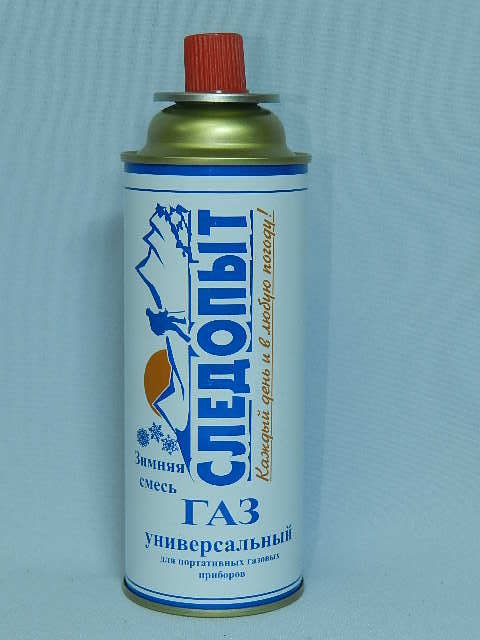 СЛЕДОПЫТ
Каждый день и в любую погоду!
Зимняя
смесь
ГАЗ
универсальный
для портативных газовых
приборов